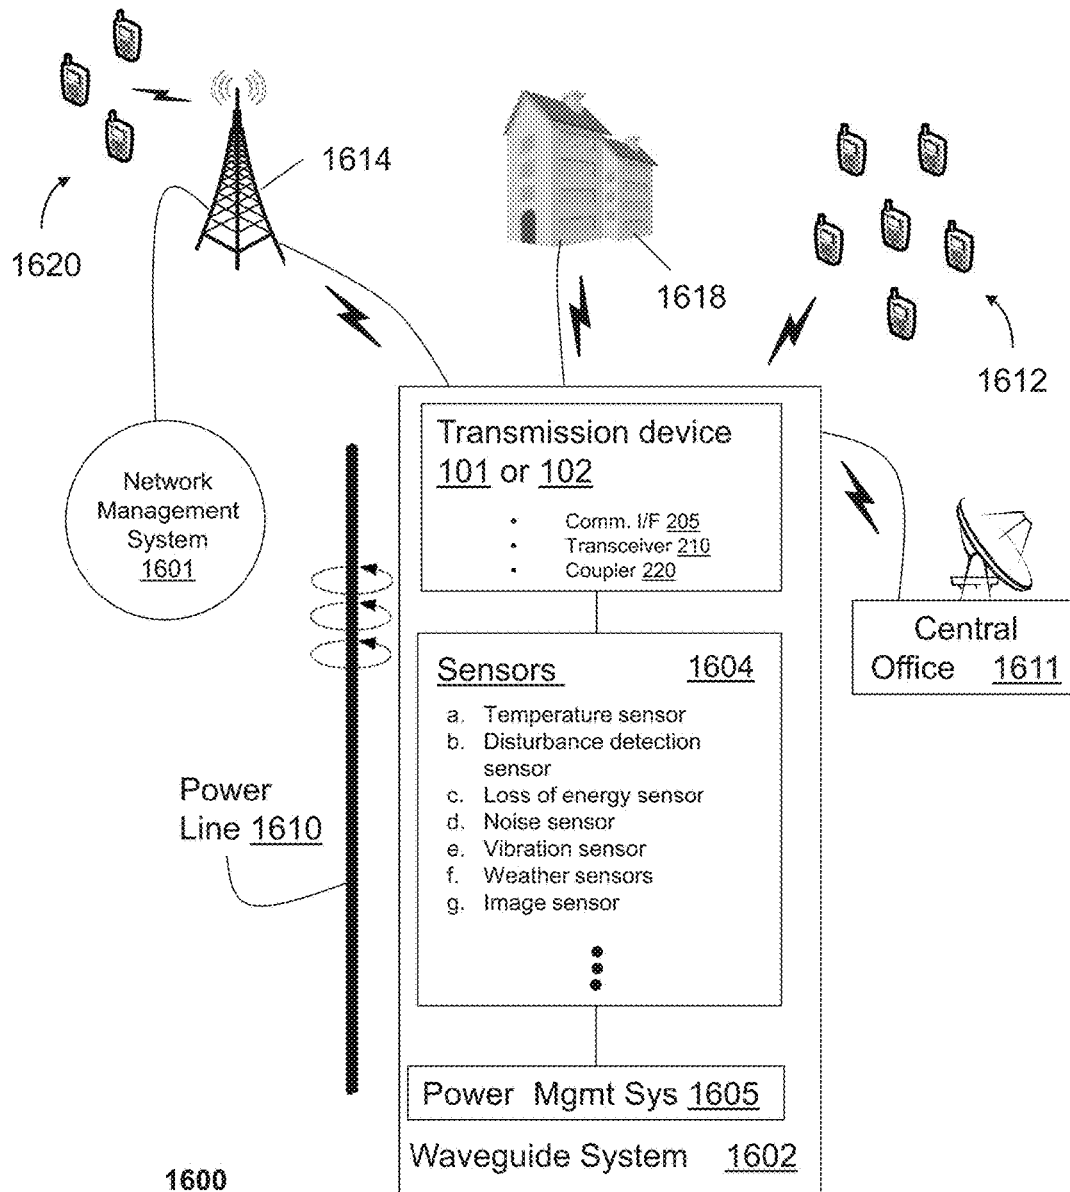 1614
1620
1618
1612
Transmission device
101 or 102
• Comm. I/F 205
• Transceiver 210
• Coupler 220
Network
Management
System
1601
Central
Office 1611
Sensors 1604
a. Temperature sensor
b. Disturbance detection
sensor
c. Loss of energy sensor
d. Noise sensor
e. Vibration sensor
f. Weather sensors
g. Image sensor
Power
Line 1610
Power Mgmt Sys 1605
Waveguide System 1602
1600